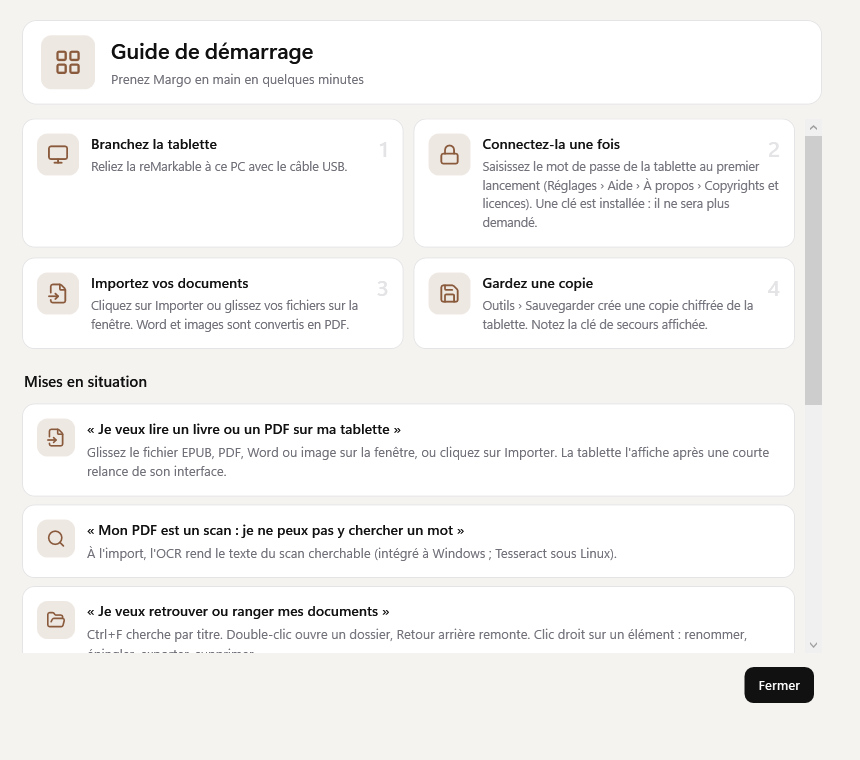 Guide de démarrage
Prenez Margo en main en quelques minutes
Branchez la tablette
1
Reliez la reMarkable à ce PC avec le câble USB.
Connectez-la une fois
2
Saisissez le mot de passe de la tablette au premier
lancement (Réglages › Aide › À propos › Copyrights et
licences). Une clé est installée : il ne sera plus
demandé.
Importez vos documents
3
Cliquez sur Importer ou glissez vos fichiers sur la
fenêtre. Word et images sont convertis en PDF.
Gardez une copie
4
Outils › Sauvegarder crée une copie chiffrée de la
tablette. Notez la clé de secours affichée.
Mises en situation
« Je veux lire un livre ou un PDF sur ma tablette »
Glissez le fichier EPUB, PDF, Word ou image sur la fenêtre, ou cliquez sur Importer. La tablette l'affiche après une courte
relance de son interface.
« Mon PDF est un scan : je ne peux pas y chercher un mot »
À l'import, l'OCR rend le texte du scan cherchable (intégré à Windows ; Tesseract sous Linux).
« Je veux retrouver ou ranger mes documents »
Ctrl+F cherche par titre. Double-clic ouvre un dossier, Retour arrière remonte. Clic droit sur un élément : renommer,
épingler, exporter, supprimer.
Fermer